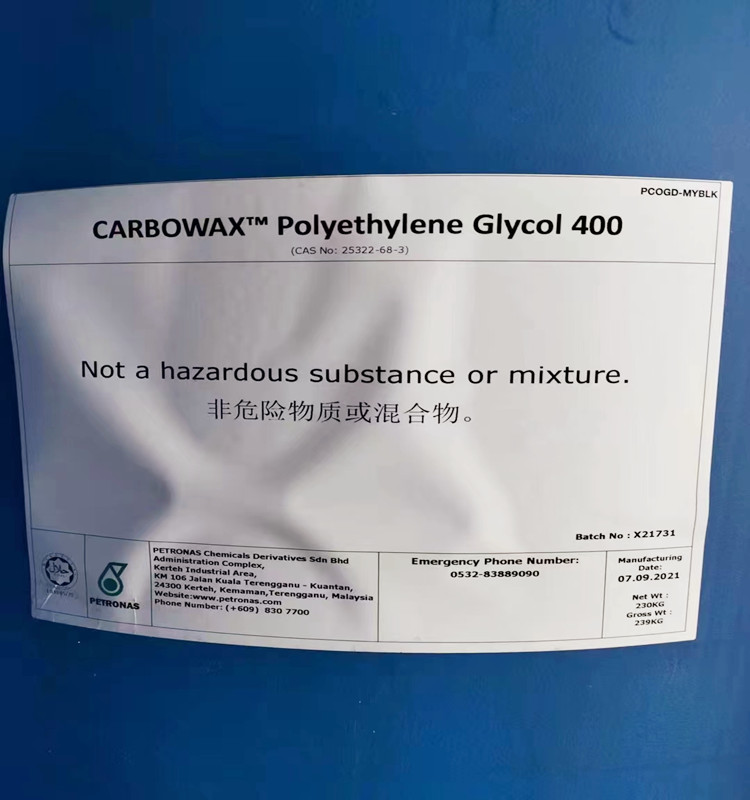 PCOGD-MYBLK
CARBOWAX™ Polyethylene Glycol 400
(CAS No: 25322-68-3)
Not a hazardous substance or mixture.
非危险物质或混合物。
Batch No : X21731
PETRONAS
PETRONAS Chemicals Derivatives Sdn Bhd
Administration Complex,
Kerteh Industrial Area,
KM 106 Jalan Kuala Terengganu - Kuantan,
24300 Kerteh, Kemaman,Terengganu, Malaysia
Website:www.petronas.com
Phone Number: (+609) 830 7700
Emergency Phone Number:
0532-83889090
Manufacturing
Date:
07.09.2021
Net Wt :
230KG
Gross Wt :
239KG